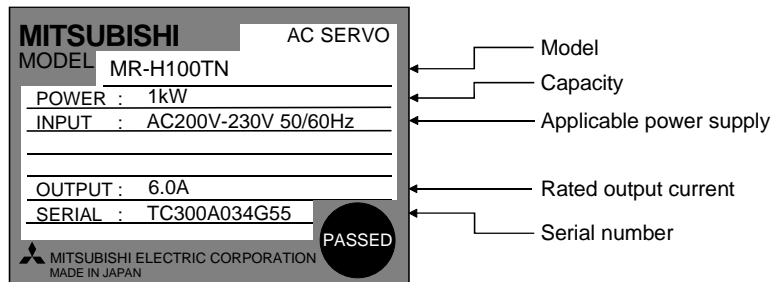 MITSUBISHI AC SERVO
MODEL MR-H100TN
POWER : 1kW
INPUT : AC200V-230V 50/60Hz
OUTPUT : 6.0A
SERIAL : TC300A034G55
PASSED
MITSUBISHI ELECTRIC CORPORATION
MADE IN JAPAN
Model
Capacity
Applicable power supply
Rated output current
Serial number